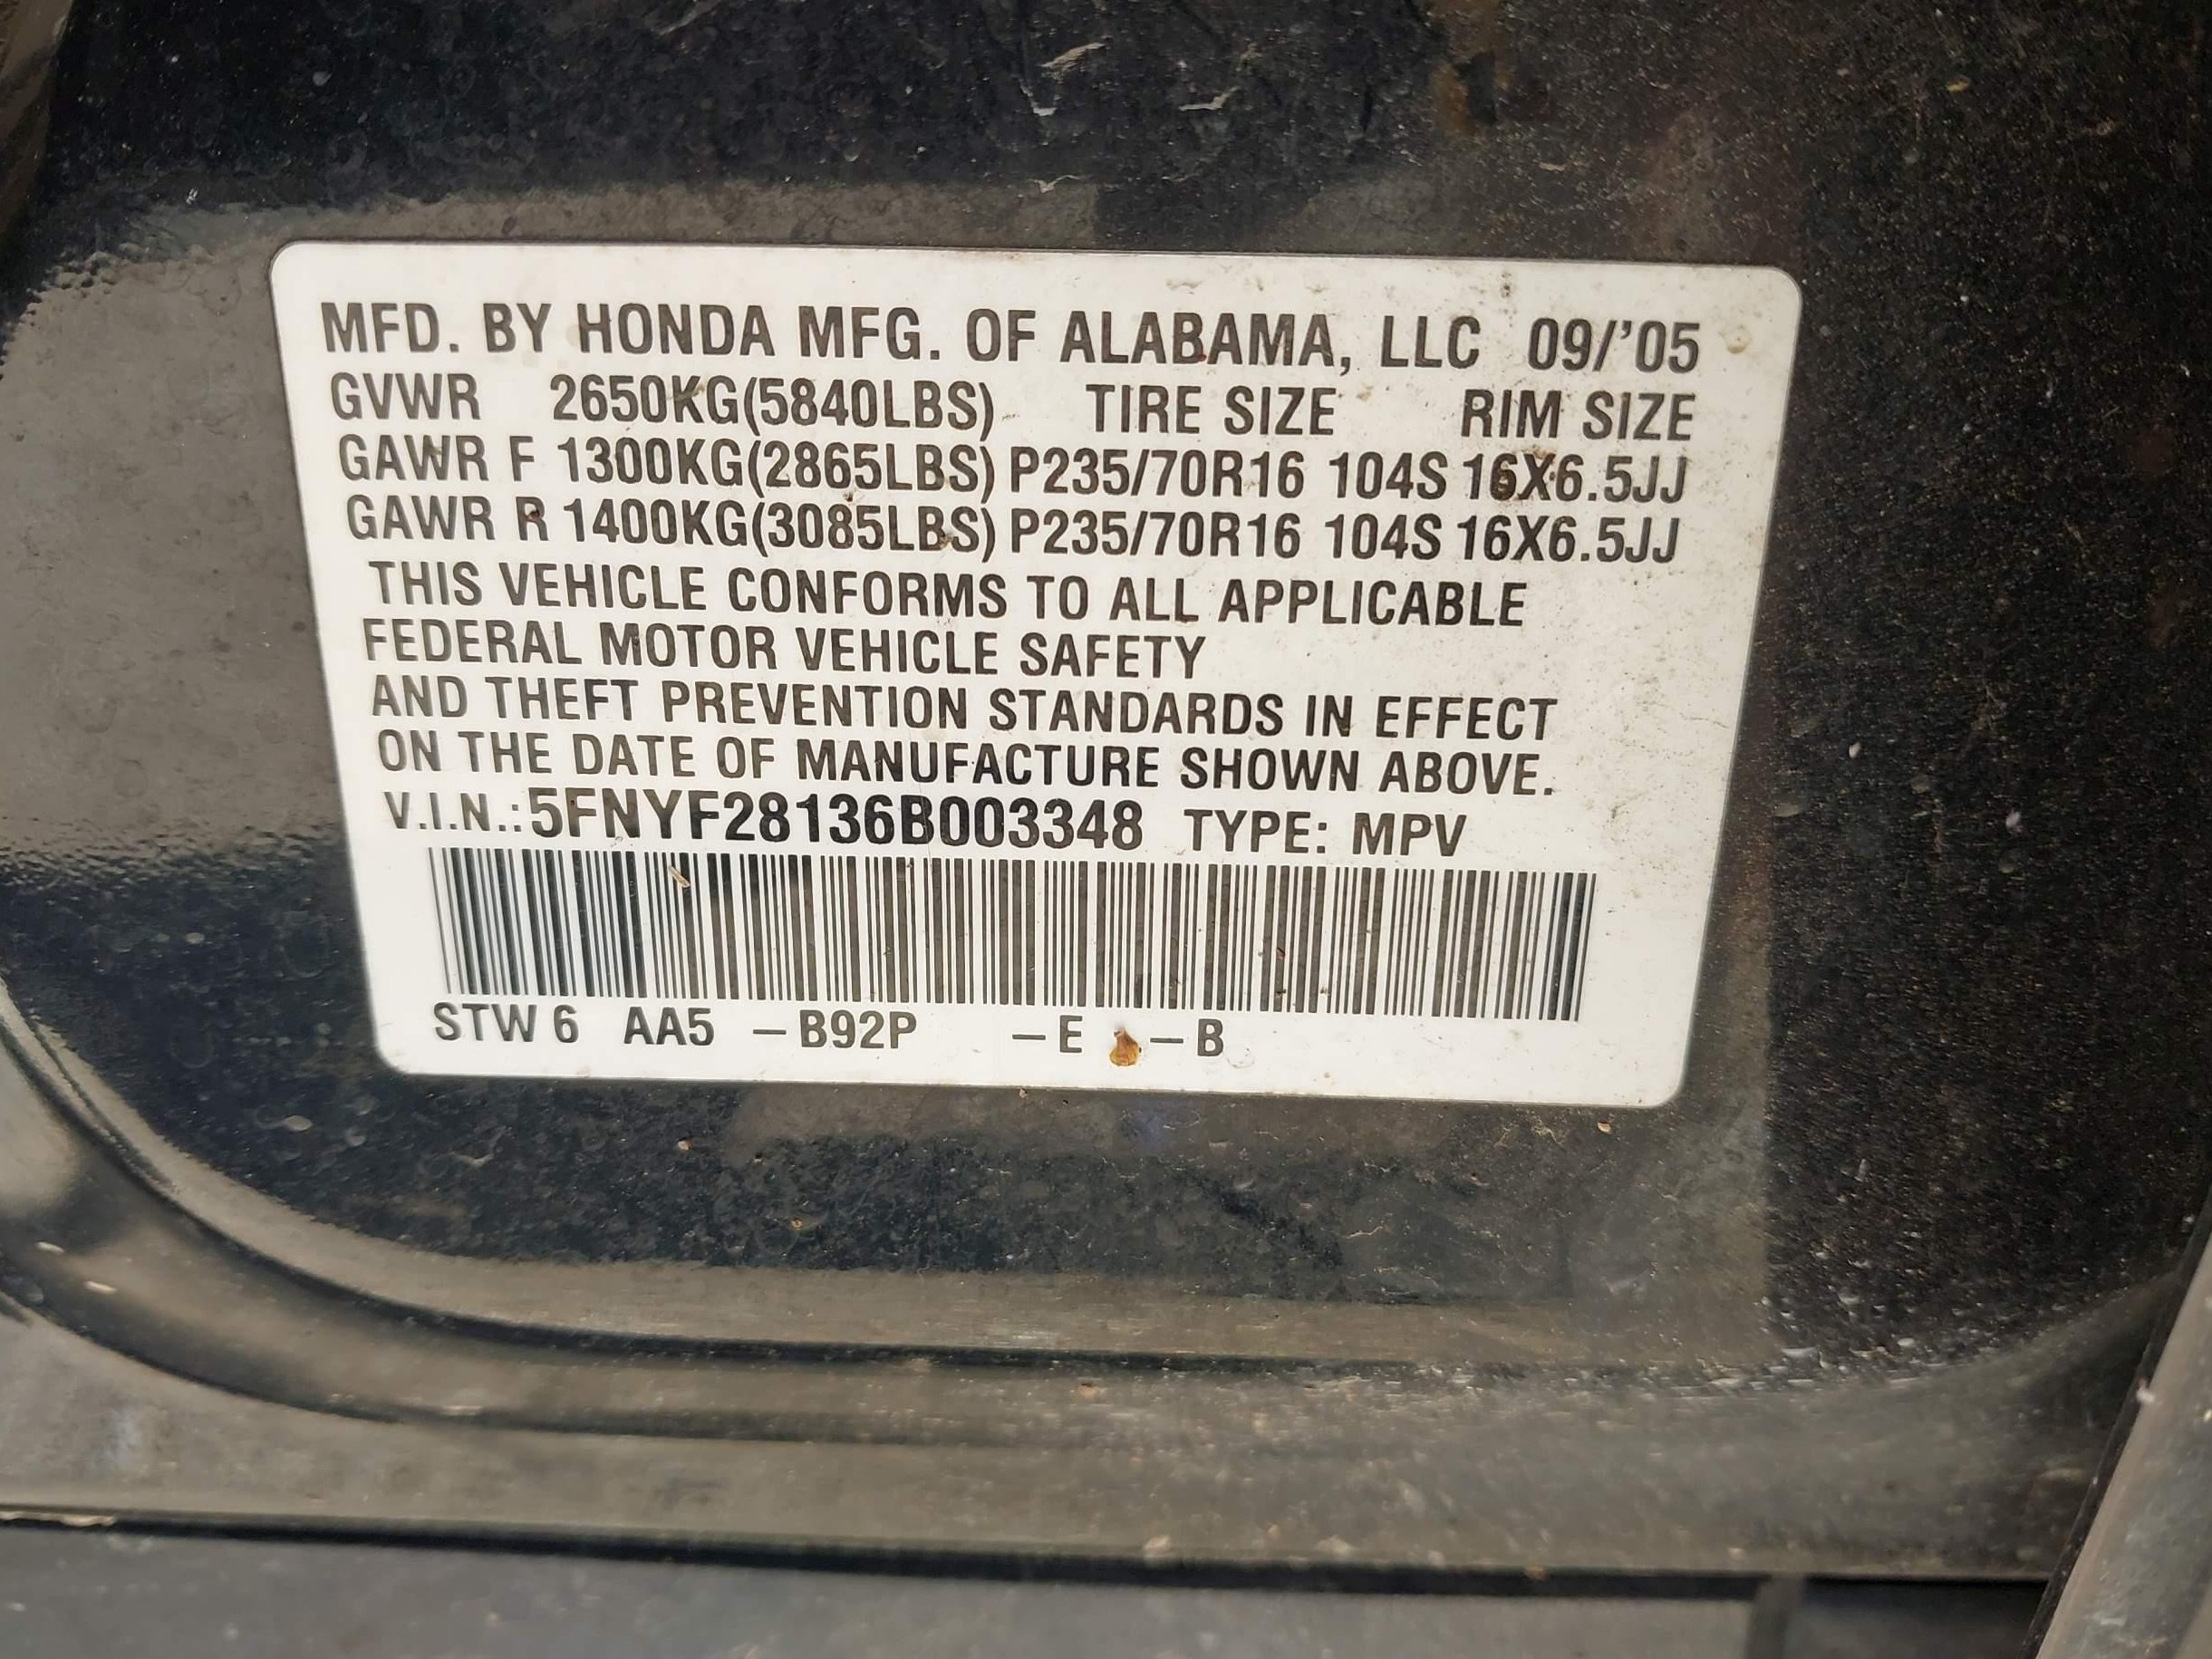 MFD. BY HONDA MFG. OF ALABAMA, LLC 09/'05
GVWR 2650KG(5840LBS) TIRE SIZE RIM SIZE
GAWR F 1300KG(2865LBS) P235/70R16 104S 16X6.5JJ
GAWR R 1400KG(3085LBS) P235/70R16 104S 16X6.5JJ
THIS VEHICLE CONFORMS TO ALL APPLICABLE
FEDERAL MOTOR VEHICLE SAFETY
AND THEFT PREVENTION STANDARDS IN EFFECT
ON THE DATE OF MANUFACTURE SHOWN ABOVE.
V.I.N.: 5FNYF28136B003348 TYPE: MPV
STW 6 AA5 –B92P –E –B